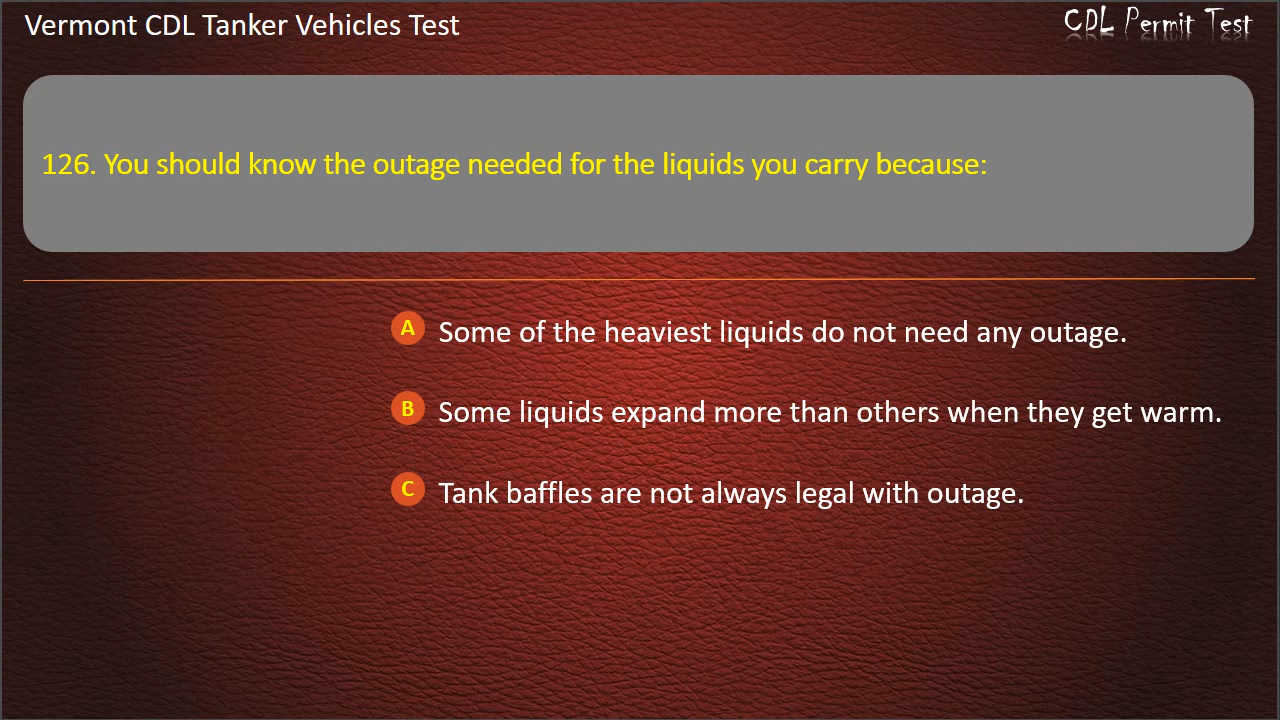 Vermont CDL Tanker Vehicles Test
CDL Permit Test
126. You should know the outage needed for the liquids you carry because:
A Some of the heaviest liquids do not need any outage.
B Some liquids expand more than others when they get warm.
C Tank baffles are not always legal with outage.